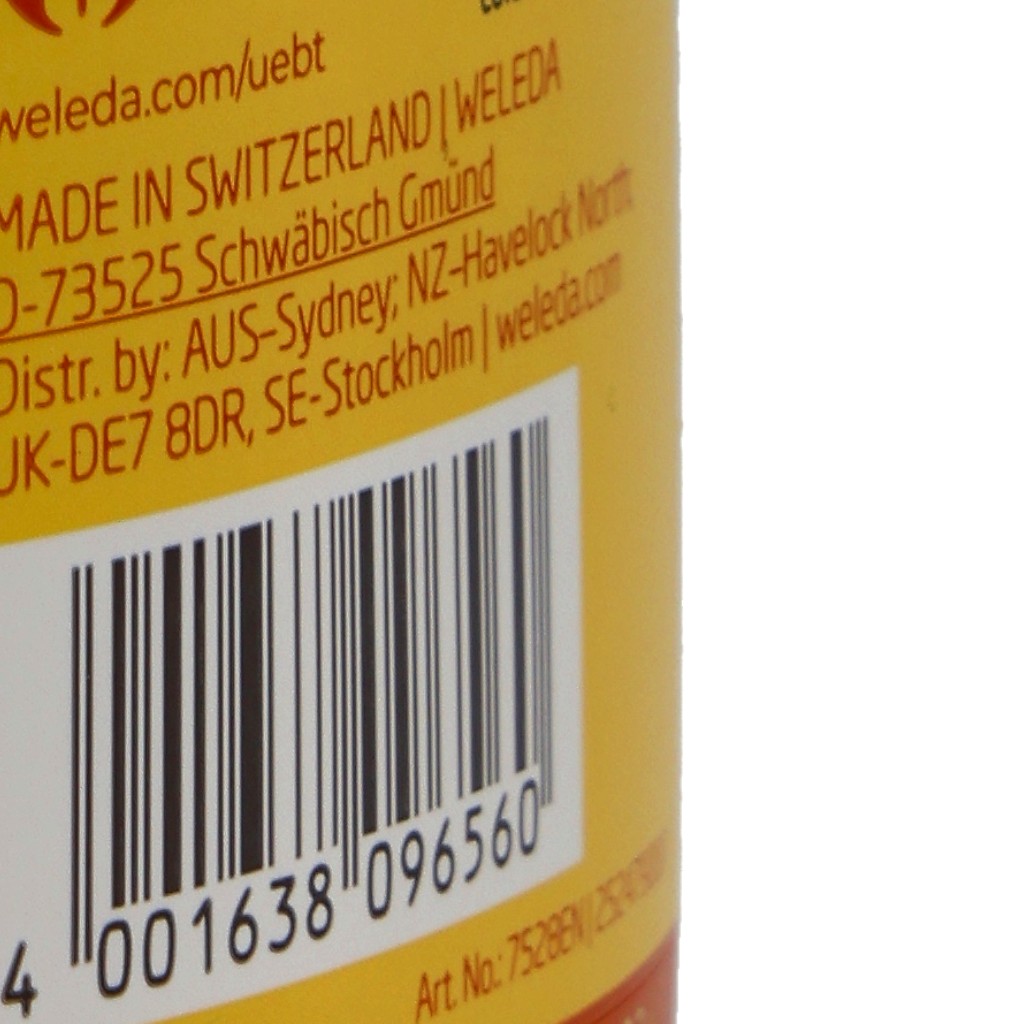 weleda.com/uebt
MADE IN SWITZERLAND | WELEDA
D-73525 Schwäbisch Gmünd
Distr. by: AUS-Sydney; NZ-Havelock North;
UK-DE7 8DR, SE-Stockholm | weleda.com
4 001638 096560
Art. No.: 7528EN |